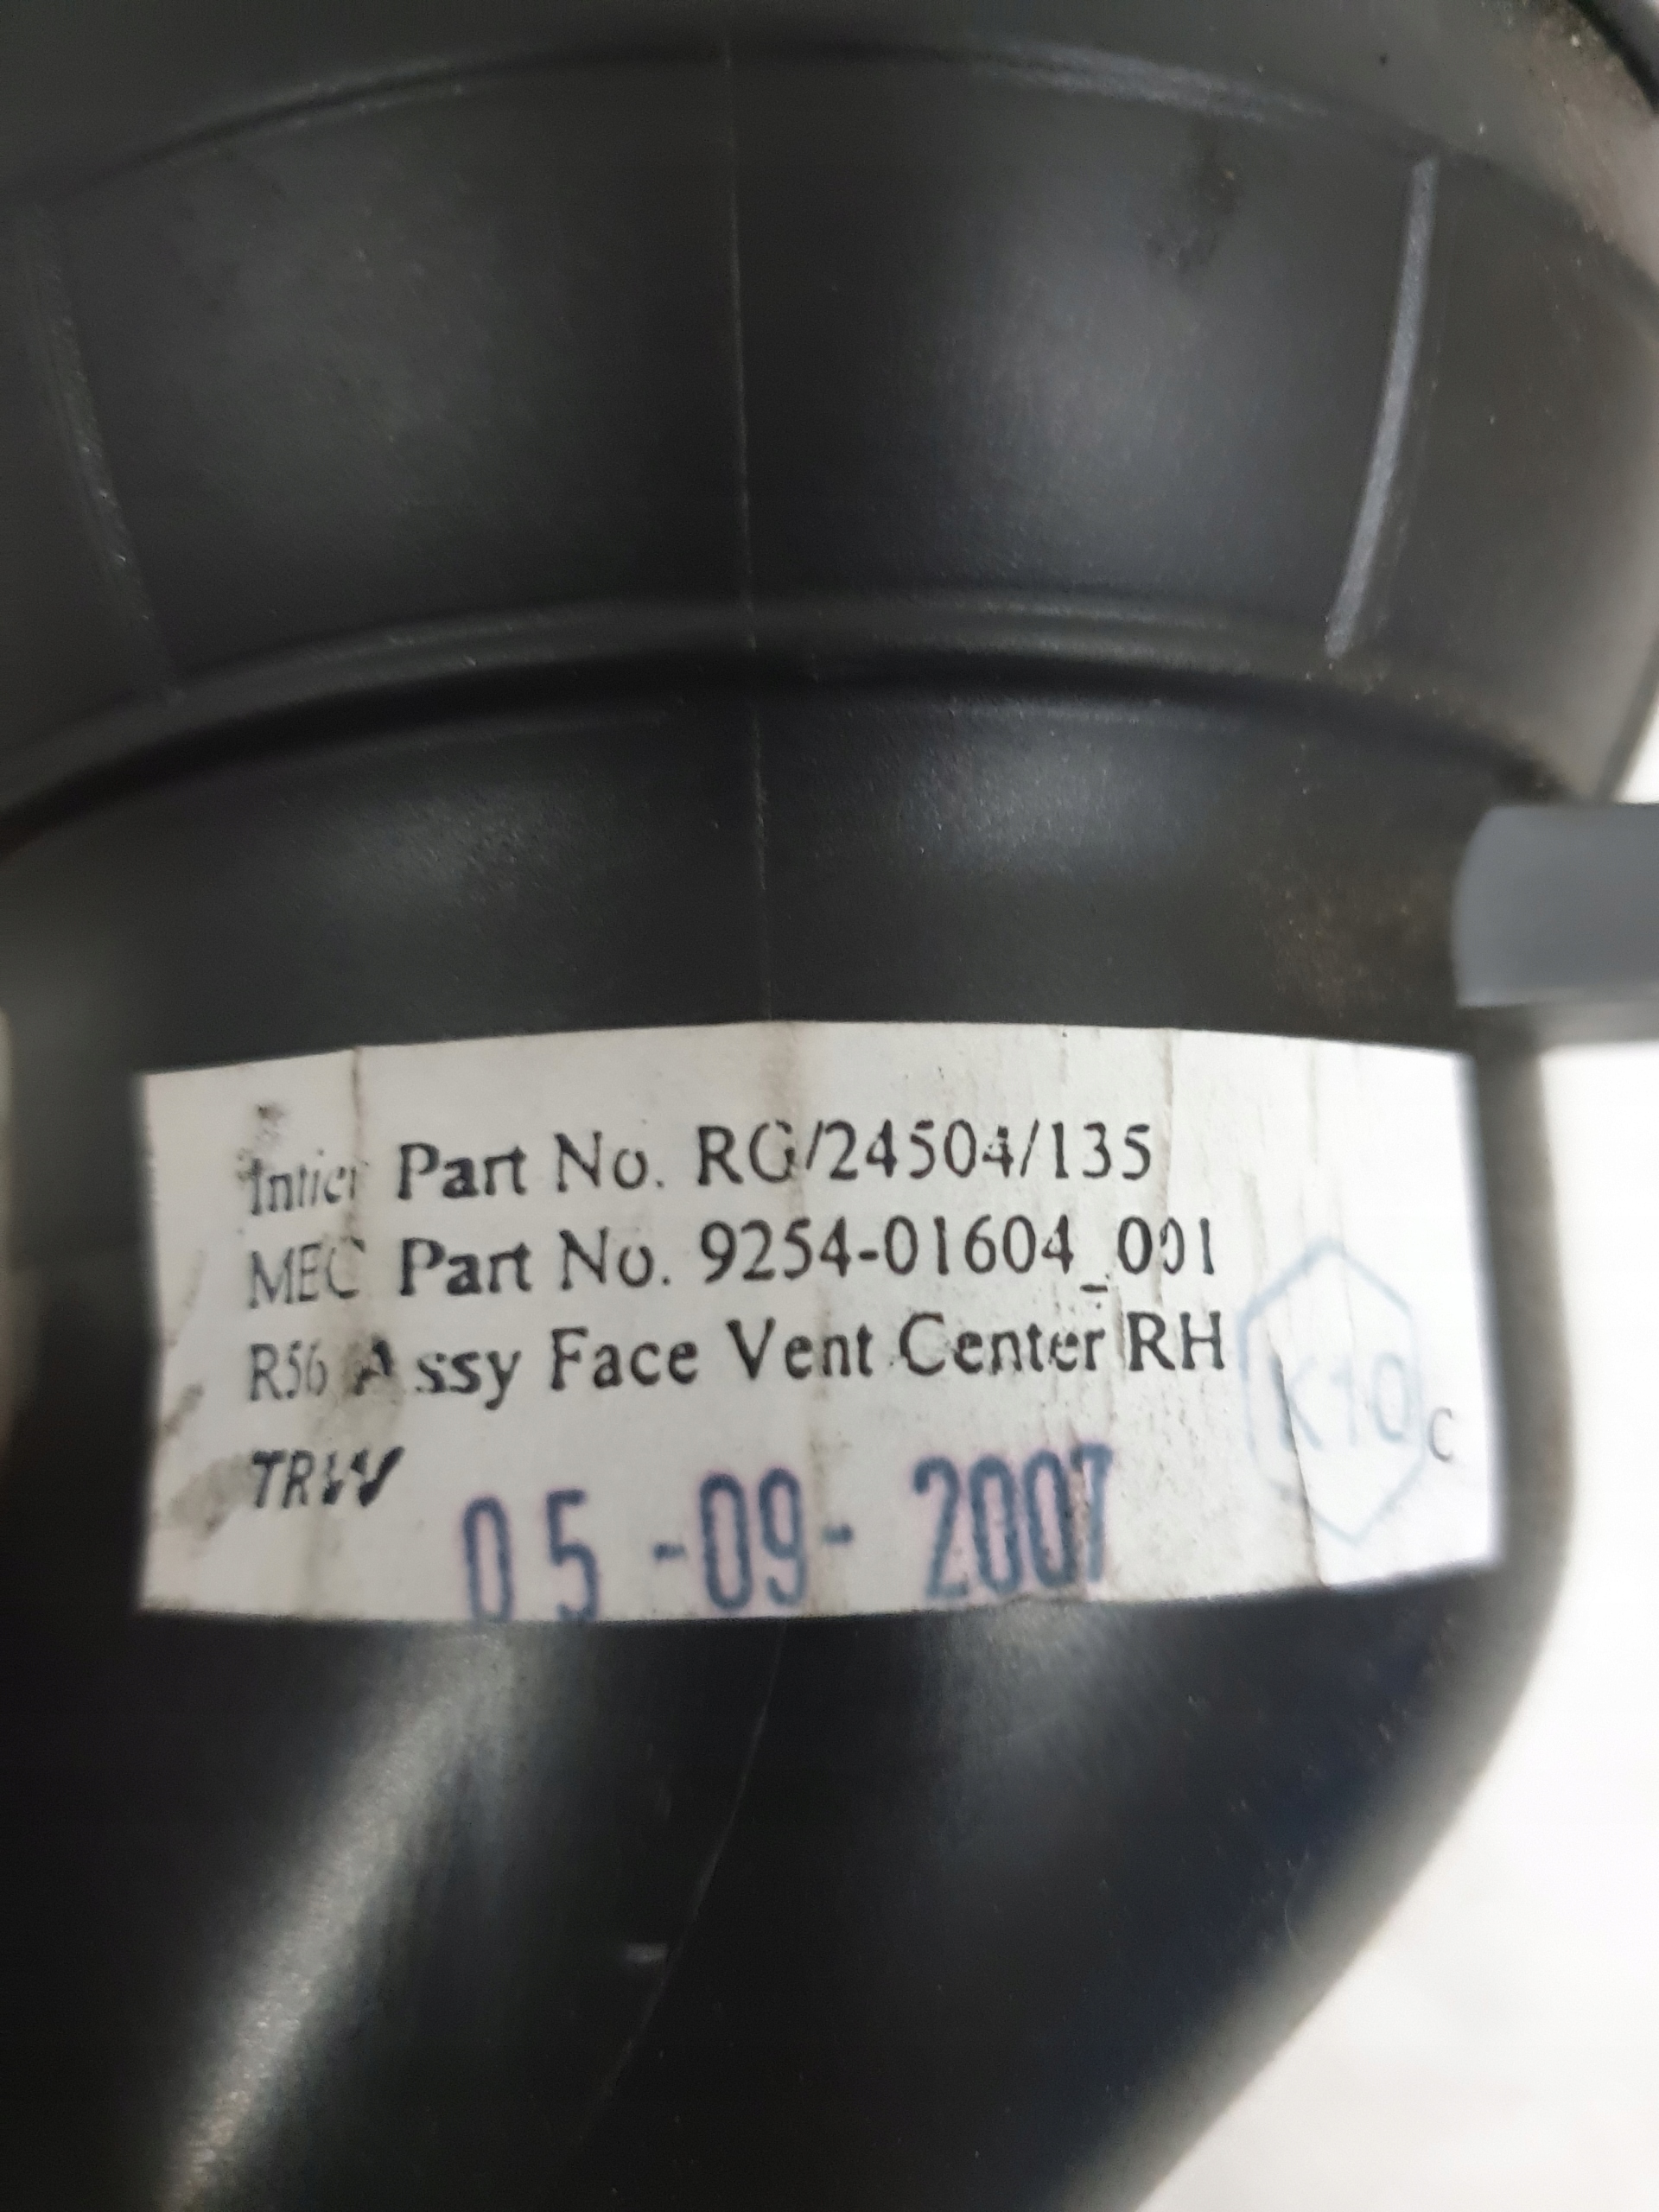 Intier Part No. RG/24504/135
MEC Part No. 9254-01604_001
R56 Assy Face Vent Center RH
K10
C
TRW
05-09-2007